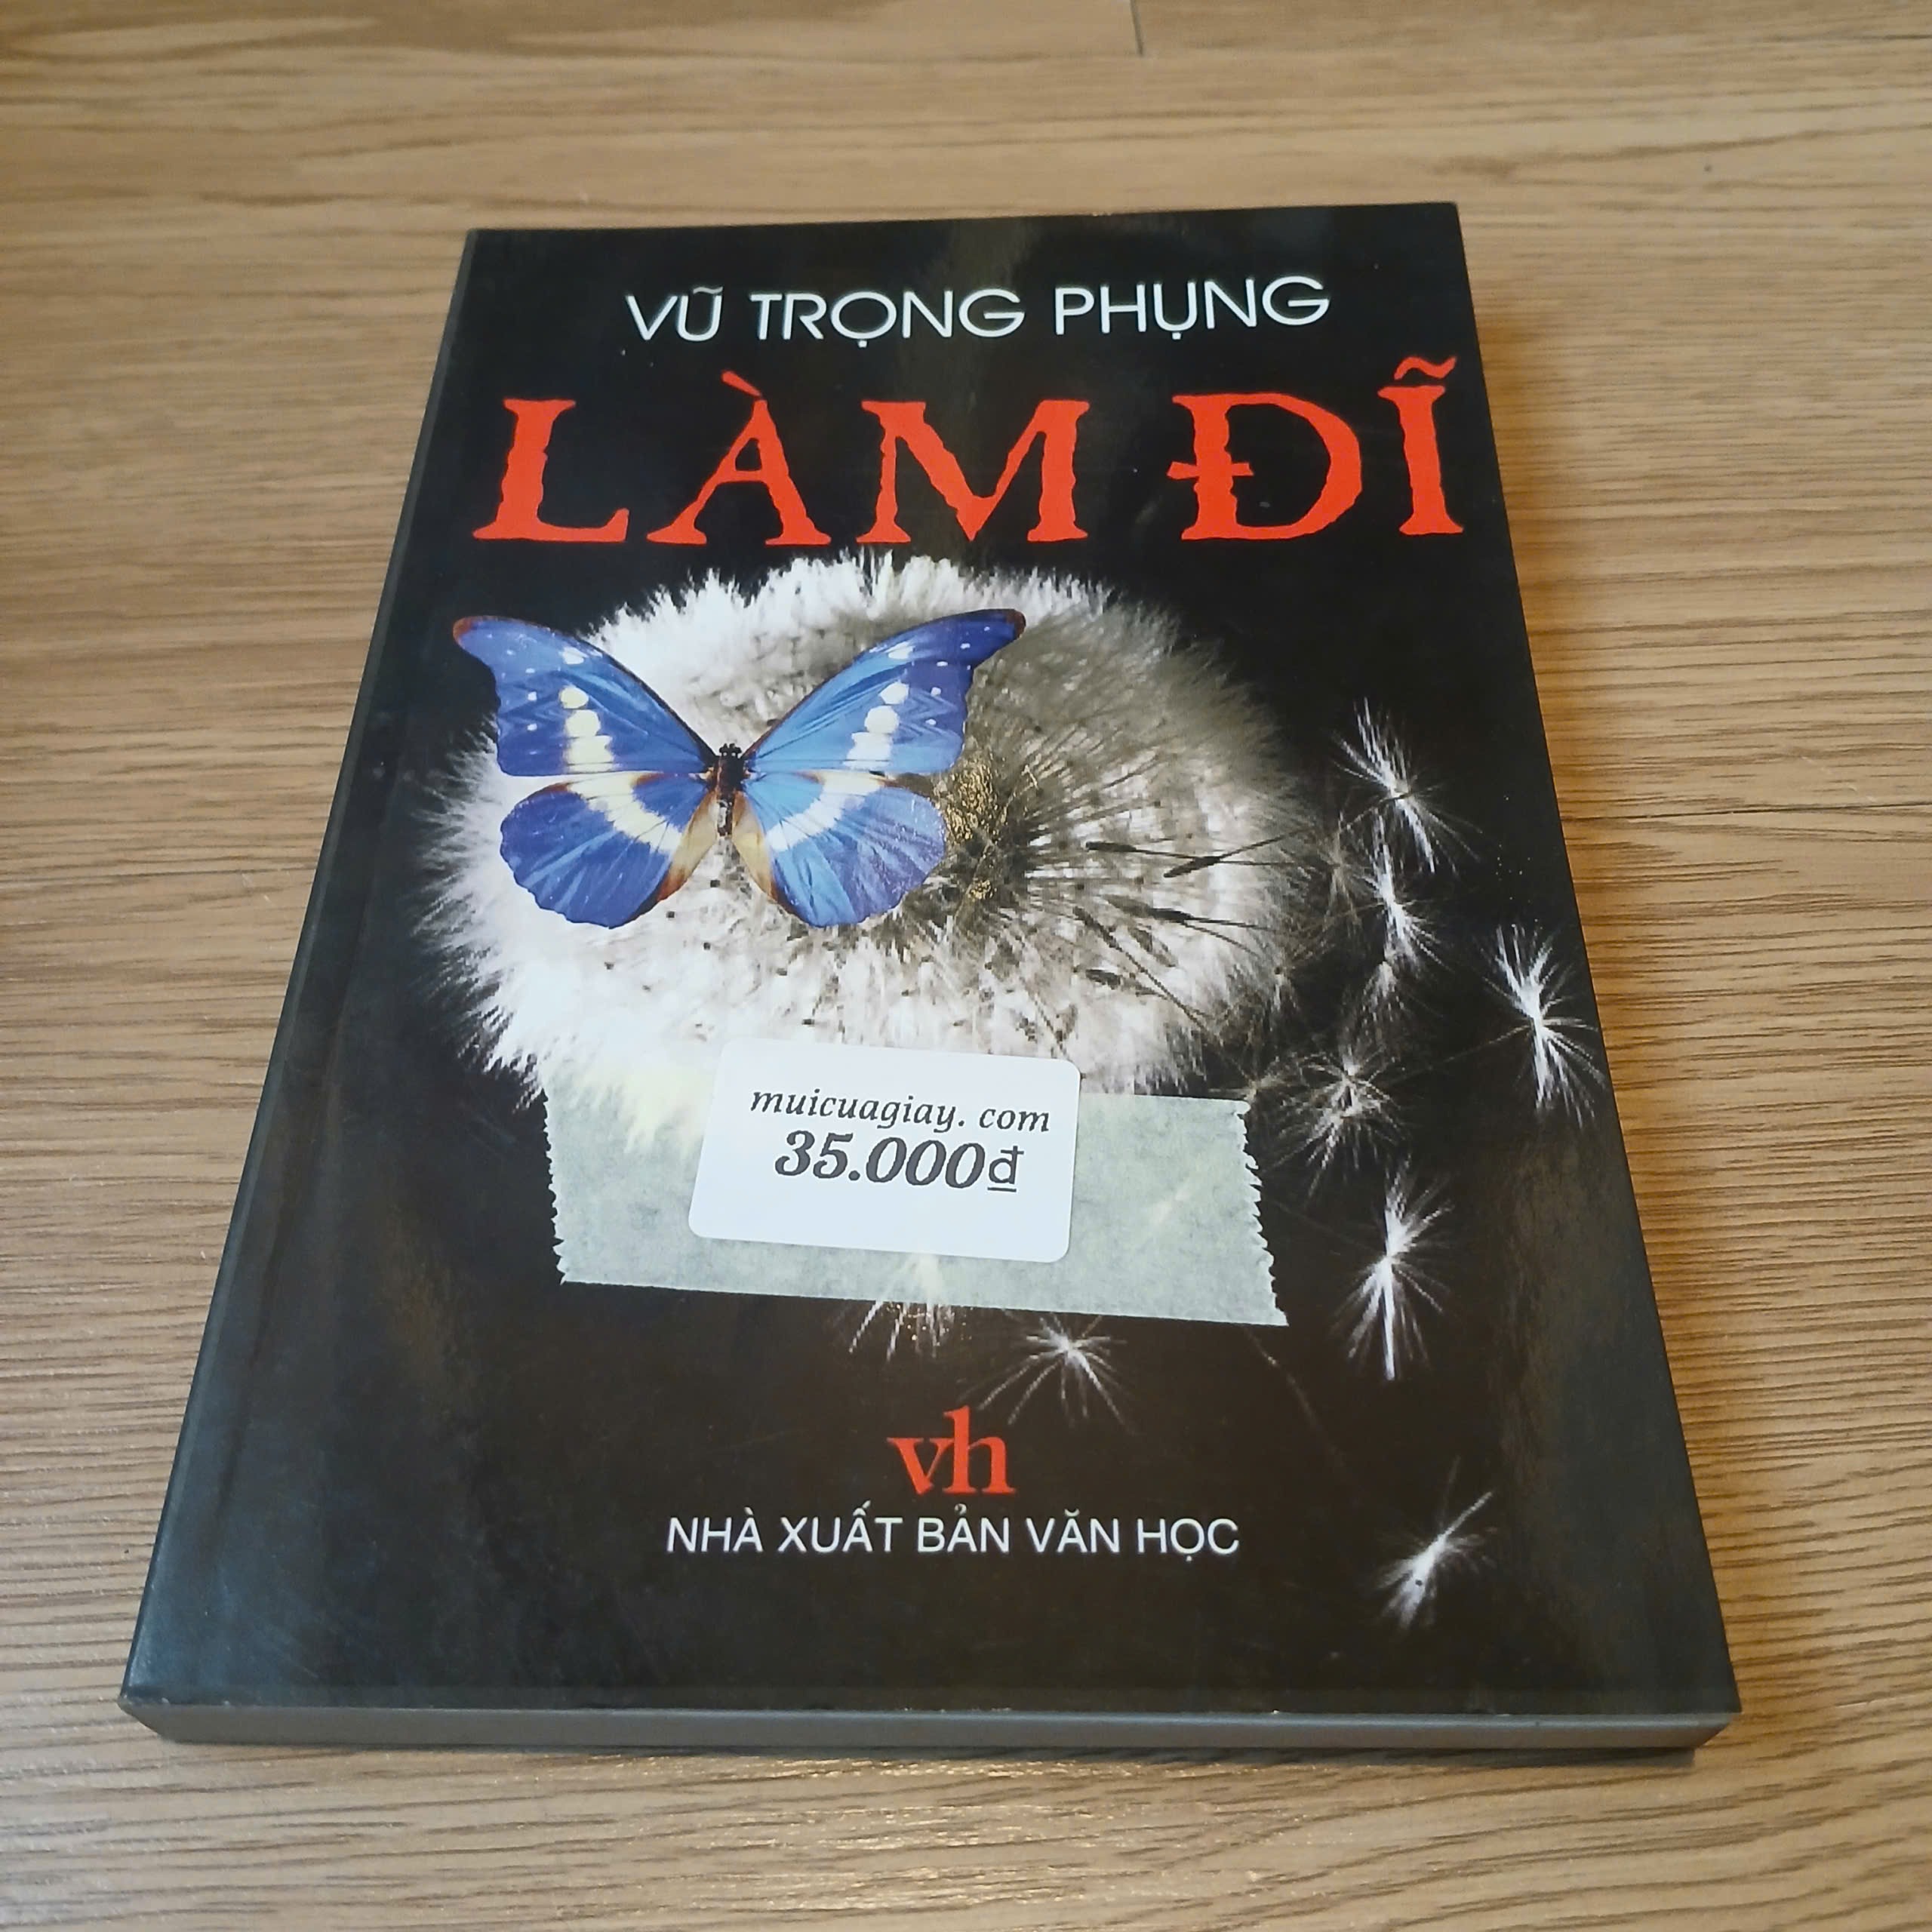 VŨ TRỌNG PHỤNG
LÀM ĐĨ
muicuagiay. com
35.000đ
vh
NHÀ XUẤT BẢN VĂN HỌC